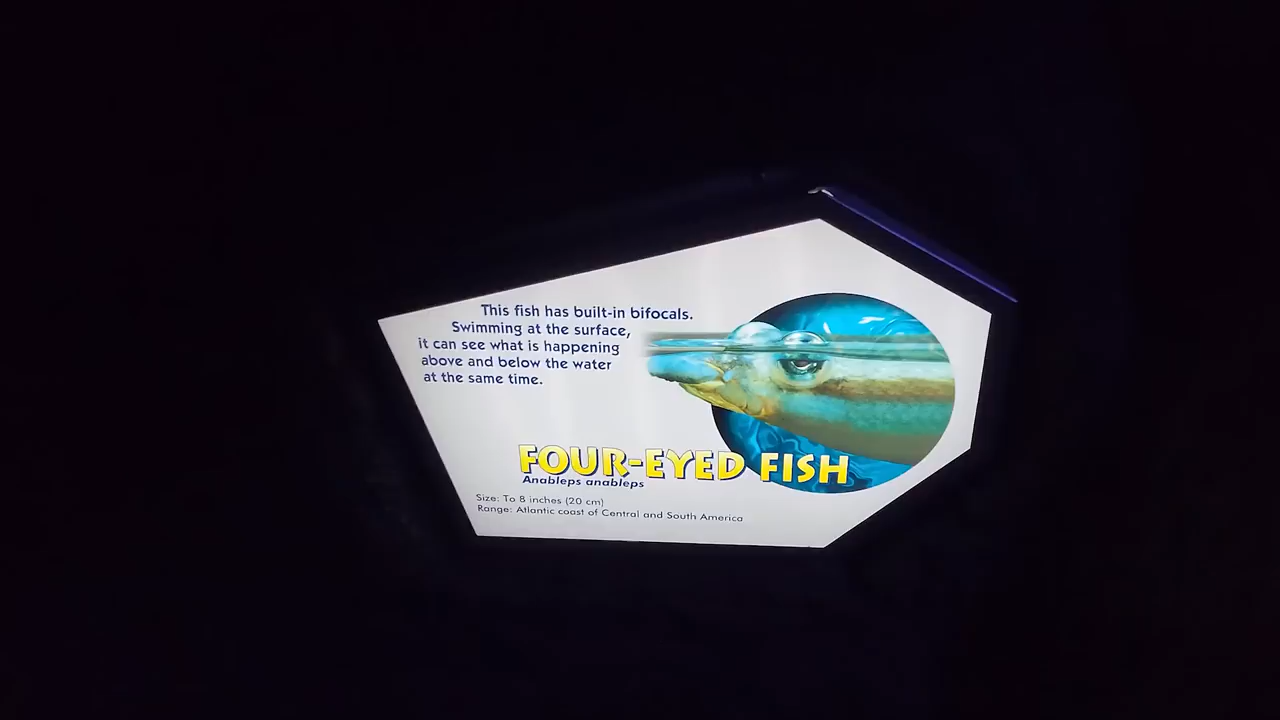 This fish has built-in bifocals.
Swimming at the surface,
it can see what is happening
above and below the water
at the same time.
FOUR-EYED FISH
Anableps anableps
Size: To 8 inches (20 cm)
Range: Atlantic coast of Central and South America